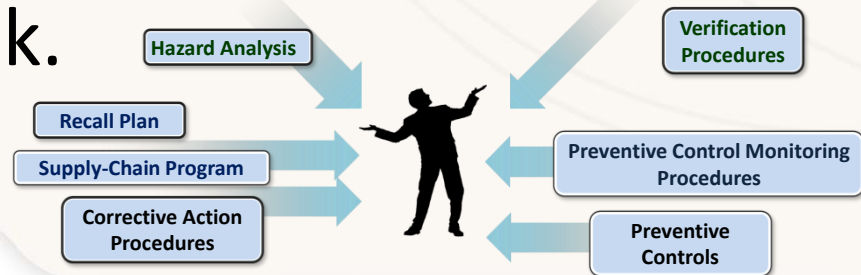 k.
Hazard Analysis
Verification
Procedures
Recall Plan
Supply-Chain Program
Preventive Control Monitoring
Procedures
Corrective Action
Procedures
Preventive
Controls